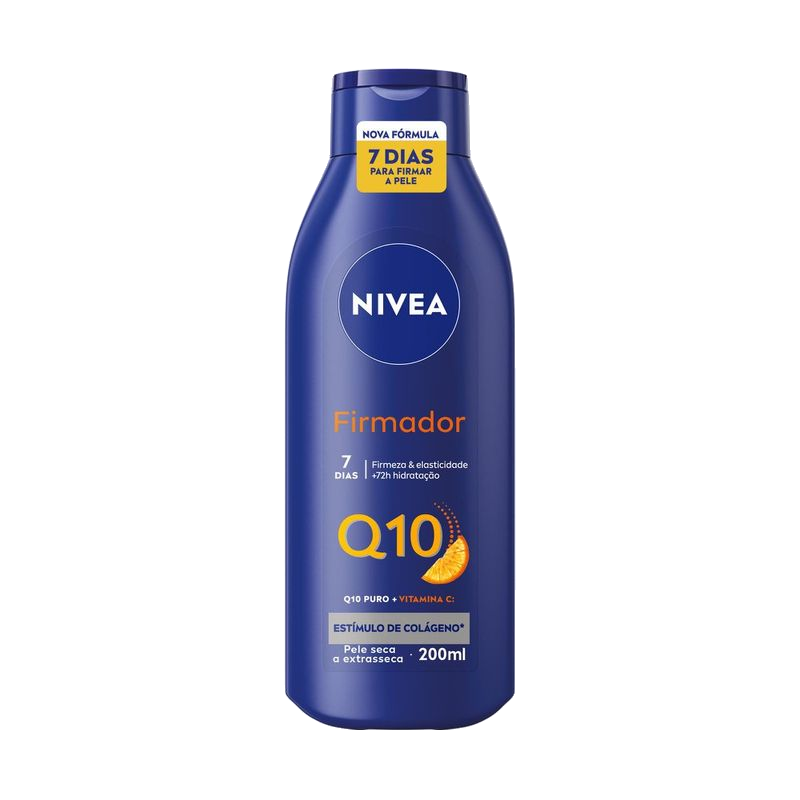 NOVA FÓRMULA
7 DIAS
PARA FIRMAR
A PELE
NIVEA
Firmador
7
DIAS
Firmeza & elasticidade
+72h hidratação
Q10
Q10 PURO + VITAMINA C:
ESTÍMULO DE COLÁGENO*
Pele seca
a extrasseca · 200ml